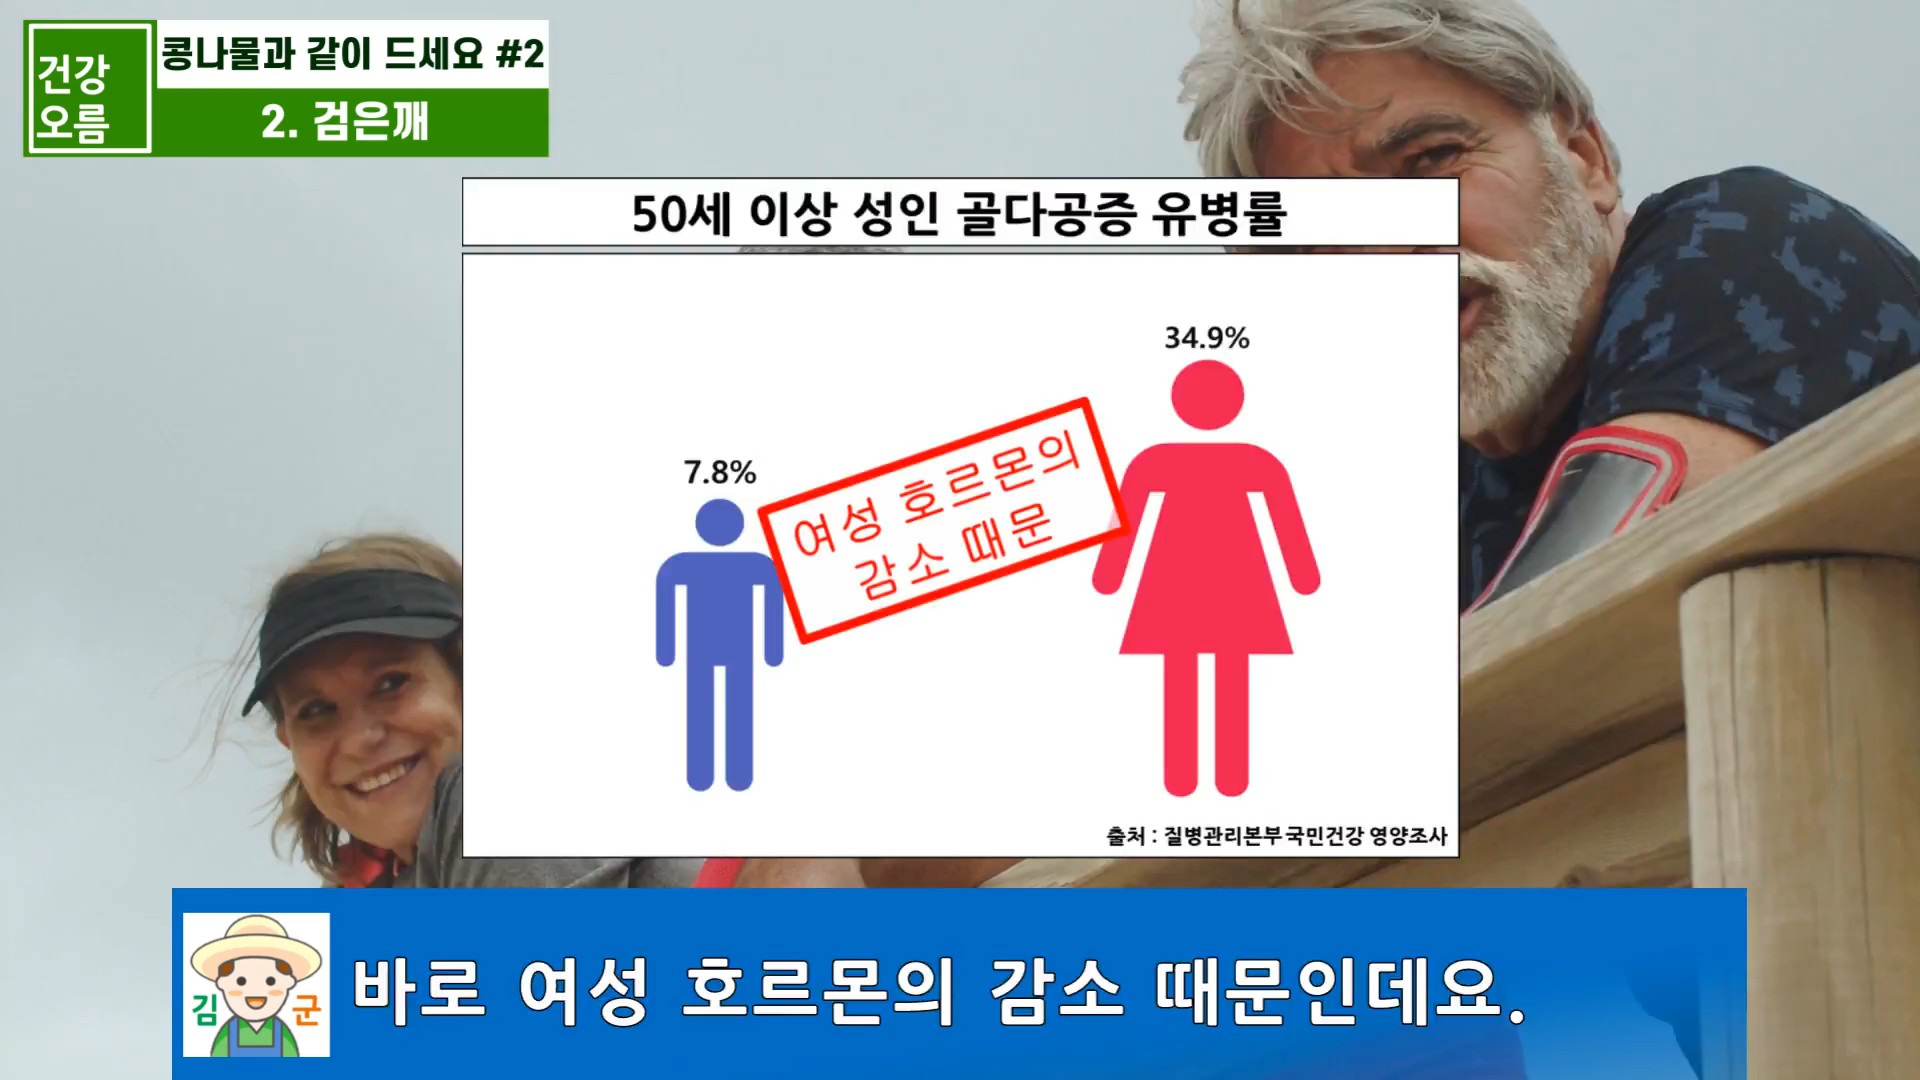 건강
오름
콩나물과 같이 드세요 #2
2. 검은깨
50세 이상 성인 골다공증 유병률
34.9%
7.8%
여성 호르몬의
감소 때문
출처 : 질병관리본부 국민건강 영양조사
김 군
바로 여성 호르몬의 감소 때문인데요.